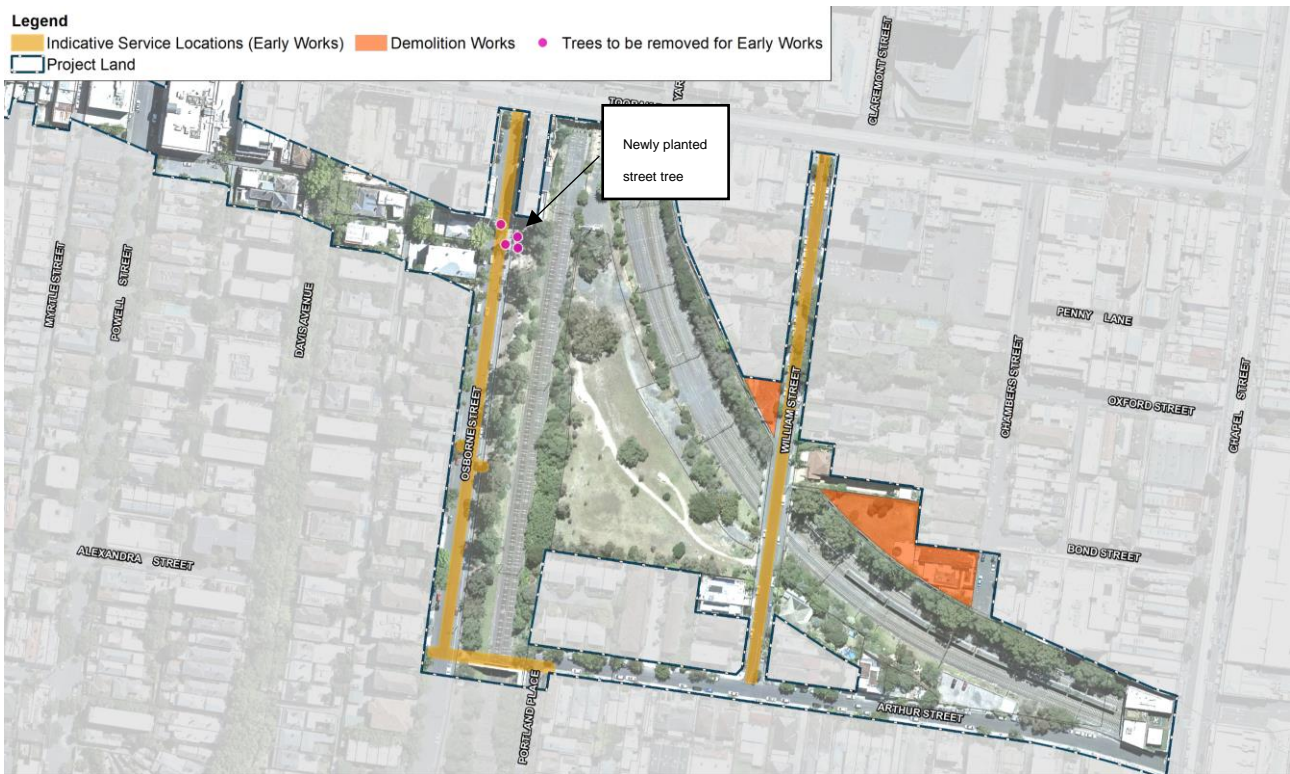 Legend
Indicative Service Locations (Early Works)
Demolition Works
Trees to be removed for Early Works
Project Land
CLAREMONT STREET
Newly planted
street tree
MYRTLE STREET
POWELL STREET
DAVIS AVENUE
OSBORNE STREET
WILLIAM STREET
PENNY LANE
CHAMBERS STREET
OXFORD STREET
CHAPEL STREET
ALEXANDRA STREET
BOND STREET
PORTLAND PLACE
ARTHUR STREET